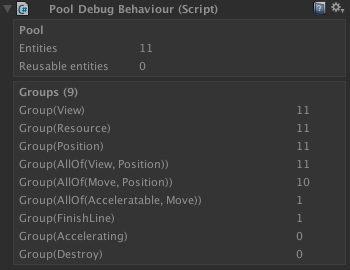 Pool Debug Behaviour (Script)
Pool
Entities 11
Reusable entities 0
Groups (9)
Group(View) 11
Group(Resource) 11
Group(Position) 11
Group(AllOf(View, Position)) 11
Group(AllOf(Move, Position)) 10
Group(AllOf(Acceleratable, Move)) 1
Group(FinishLine) 1
Group(Accelerating) 0
Group(Destroy) 0